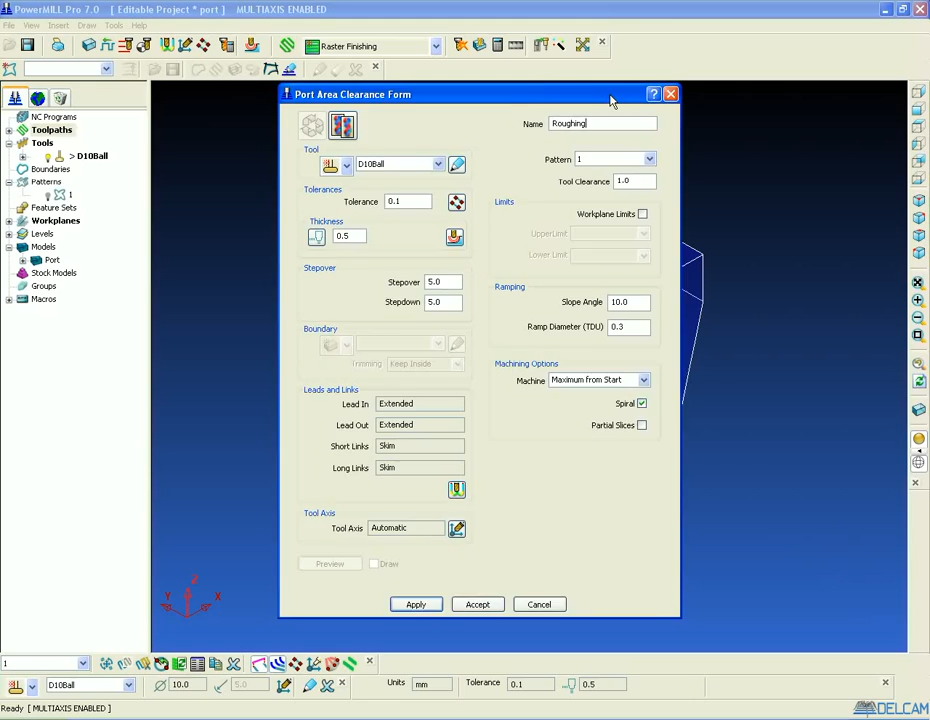 PowerMILL Pro 7.0 [ Editable Project * port ] MULTIAXIS ENABLED
File View Insert Draw Tools Help
Raster Finishing
Port Area Clearance Form
NC Programs
Toolpaths
Tools
> D10Ball
Boundaries
Patterns
1
Feature Sets
Workplanes
Levels
Models
Port
Stock Models
Groups
Macros
Name Roughing
Tool
D10Ball
Pattern 1
Tool Clearance 1.0
Tolerances
Tolerance 0.1
Limits
Workplane Limits
Thickness
0.5
UpperLimit
Lower Limit
Stepover
Stepover 5.0
Stepdown 5.0
Ramping
Slope Angle 10.0
Ramp Diameter (TDU) 0.3
Boundary
Trimming Keep Inside
Machining Options
Machine Maximum from Start
Spiral
Partial Slices
Leads and Links
Lead In Extended
Lead Out Extended
Short Links Skim
Long Links Skim
Tool Axis
Tool Axis Automatic
Preview Draw
Apply Accept Cancel
Z
Y X
1
D10Ball 10.0 5.0 Units mm Tolerance 0.1 0.5
Ready [ MULTIAXIS ENABLED ]
DELCAM